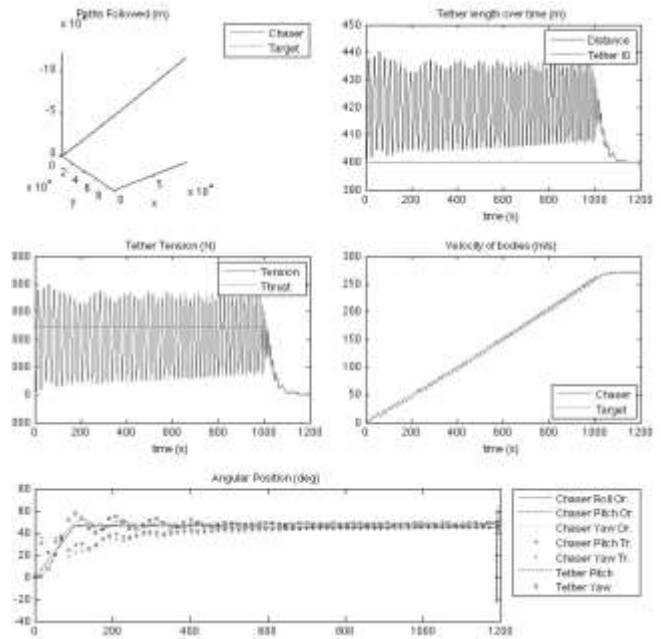 Paths Followed (m)
Chaser
Target
-10
-5
0
0
2
4
6
8
0
5
y
x
Tether length over time (m)
Distance
Tether l0
450
440
430
420
410
400
390
0 200 400 600 800 1000 1200
time (s)
Tether Tension (N)
Tension
Thrust
0
0 200 400 600 800 1000 1200
time (s)
Velocity of bodies (m/s)
300
250
200
150
100
50
0
Chaser
Target
0 200 400 600 800 1000 1200
time (s)
Angular Position (deg)
80
60
40
20
0
-20
-40
0 200 400 600 800 1000 1200
Chaser Roll Or.
Chaser Pitch Or.
Chaser Yaw Or.
Chaser Pitch Tr.
Chaser Yaw Tr.
Tether Pitch
Tether Yaw